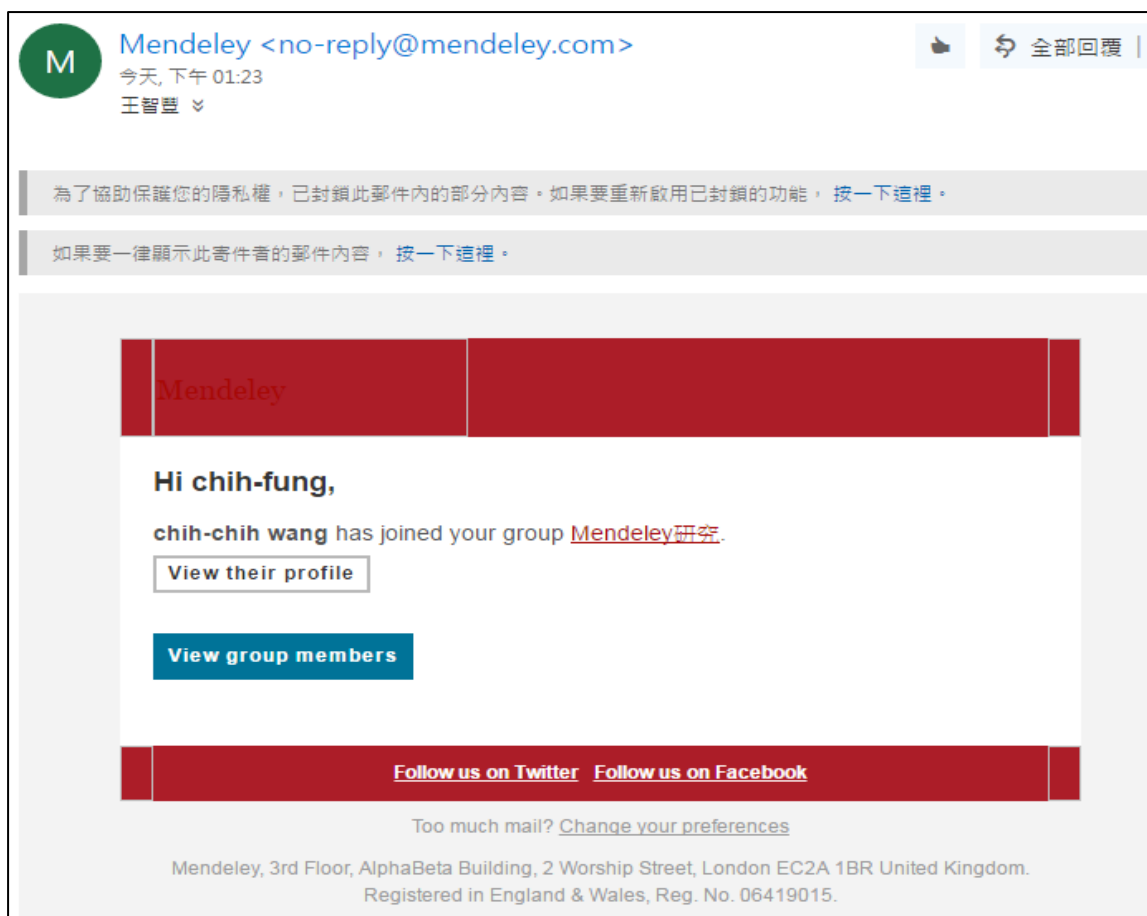 M
Mendeley <no-reply@mendeley.com>
全部回覆 |
今天, 下午 01:23
王智豊
為了協助保護您的隱私權，已封鎖此郵件內的部分內容。如果要重新啟用已封鎖的功能， 按一下這裡。
如果要一律顯示此寄件者的郵件內容， 按一下這裡。
Mendeley
Hi chih-fung,
chih-chih wang has joined your group Mendeley研究.
View their profile
View group members
Follow us on Twitter Follow us on Facebook
Too much mail? Change your preferences
Mendeley, 3rd Floor, AlphaBeta Building, 2 Worship Street, London EC2A 1BR United Kingdom.
Registered in England & Wales, Reg. No. 06419015.